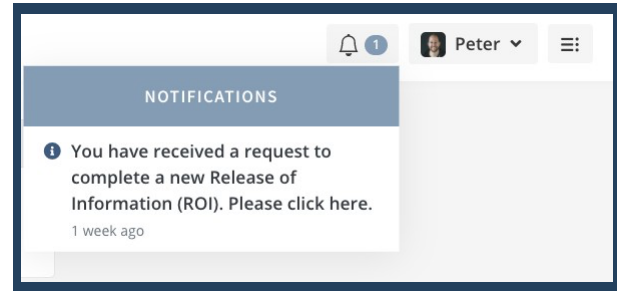 1
Peter
NOTIFICATIONS
You have received a request to
complete a new Release of
Information (ROI). Please click here.
1 week ago